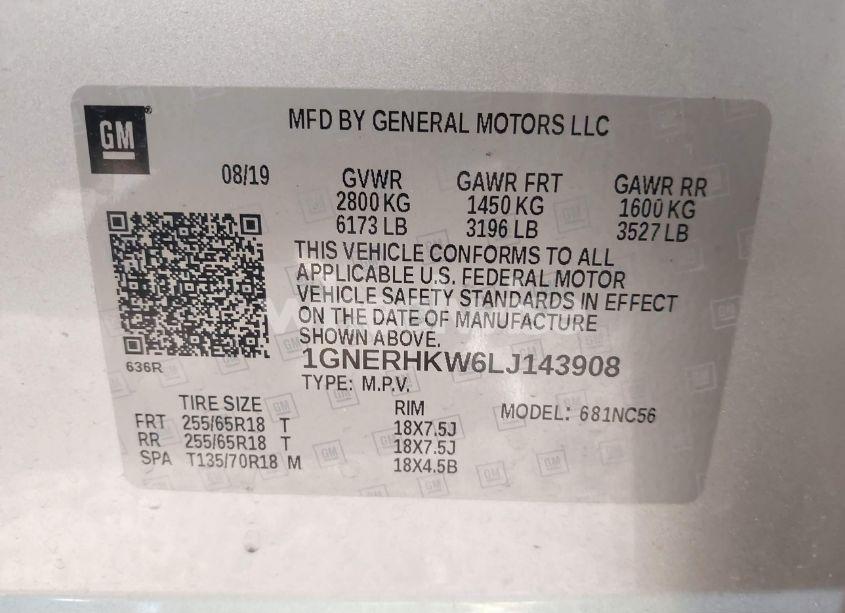 GM
MFD BY GENERAL MOTORS LLC
08/19 GVWR GAWR FRT GAWR RR
2800 KG 1450 KG 1600 KG
6173 LB 3196 LB 3527 LB
THIS VEHICLE CONFORMS TO ALL
APPLICABLE U.S. FEDERAL MOTOR
VEHICLE SAFETY STANDARDS IN EFFECT
ON THE DATE OF MANUFACTURE
SHOWN ABOVE.
636R
1GNERHKW6LJ143908
TYPE: M.P.V.
TIRE SIZE RIM MODEL: 681NC56
FRT 255/65R18 T 18X7.5J
RR 255/65R18 T 18X7.5J
SPA T135/70R18 M 18X4.5B